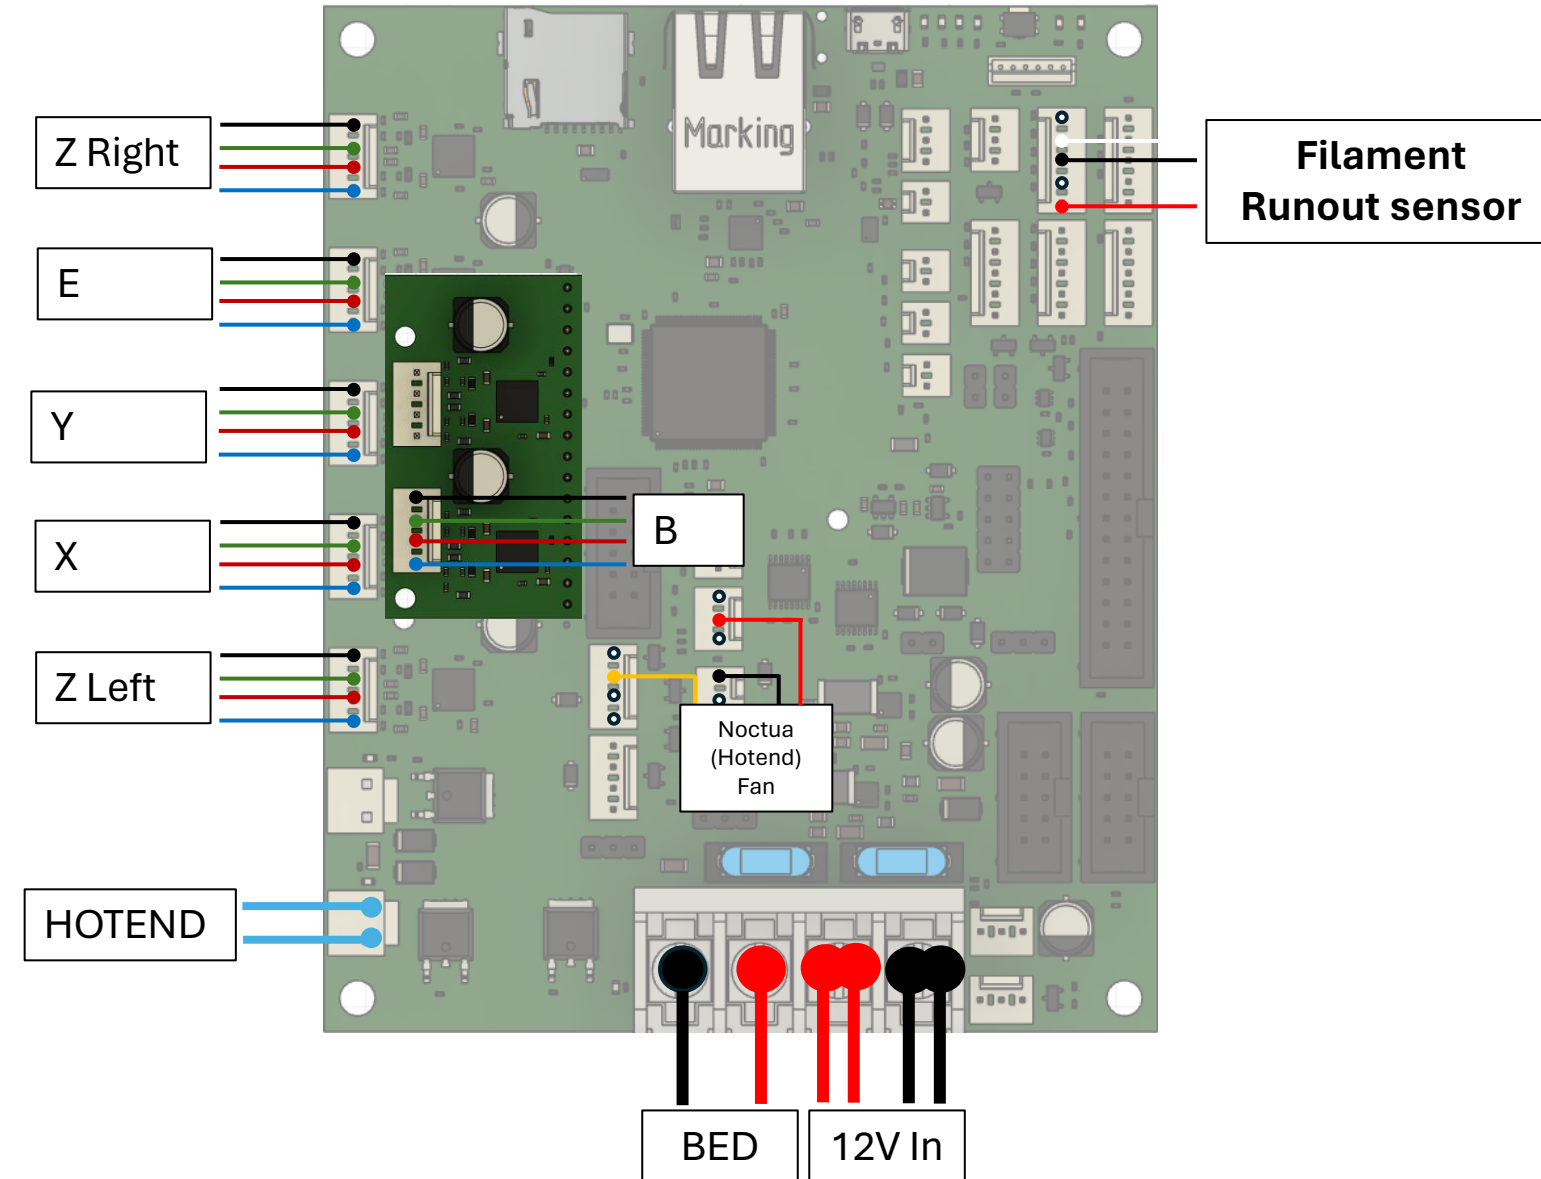 Marking
Z Right
Filament
Runout sensor
E
Y
X
B
Z Left
Noctua
(Hotend)
Fan
HOTEND
BED
12V In